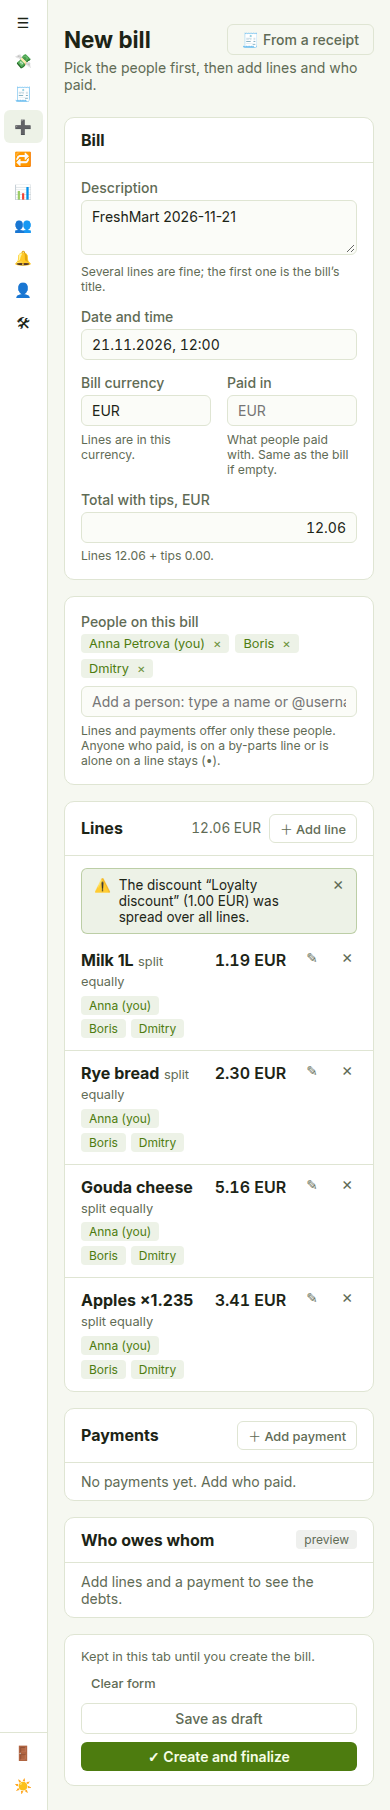 New bill
From a receipt
Pick the people first, then add lines and who
paid.
Bill
Description
FreshMart 2026-11-21
Several lines are fine; the first one is the bill's
title.
Date and time
21.11.2026, 12:00
Bill currency
Paid in
EUR
EUR
Lines are in this
currency.
What people paid
with. Same as the bill
if empty.
Total with tips, EUR
12.06
Lines 12.06 + tips 0.00.
People on this bill
Anna Petrova (you) ×
Boris ×
Dmitry ×
Add a person: type a name or @userna
Lines and payments offer only these people.
Anyone who paid, is on a by-parts line or is
alone on a line stays (•).
Lines
12.06 EUR
+ Add line
The discount “Loyalty
discount” (1.00 EUR) was
spread over all lines.
Milk 1L split
equally
1.19 EUR
Anna (you)
Boris Dmitry
Rye bread split
equally
2.30 EUR
Anna (you)
Boris Dmitry
Gouda cheese
split equally
5.16 EUR
Anna (you)
Boris Dmitry
Apples ×1.235
split equally
3.41 EUR
Anna (you)
Boris Dmitry
Payments
+ Add payment
No payments yet. Add who paid.
Who owes whom
preview
Add lines and a payment to see the
debts.
Kept in this tab until you create the bill.
Clear form
Save as draft
✓ Create and finalize